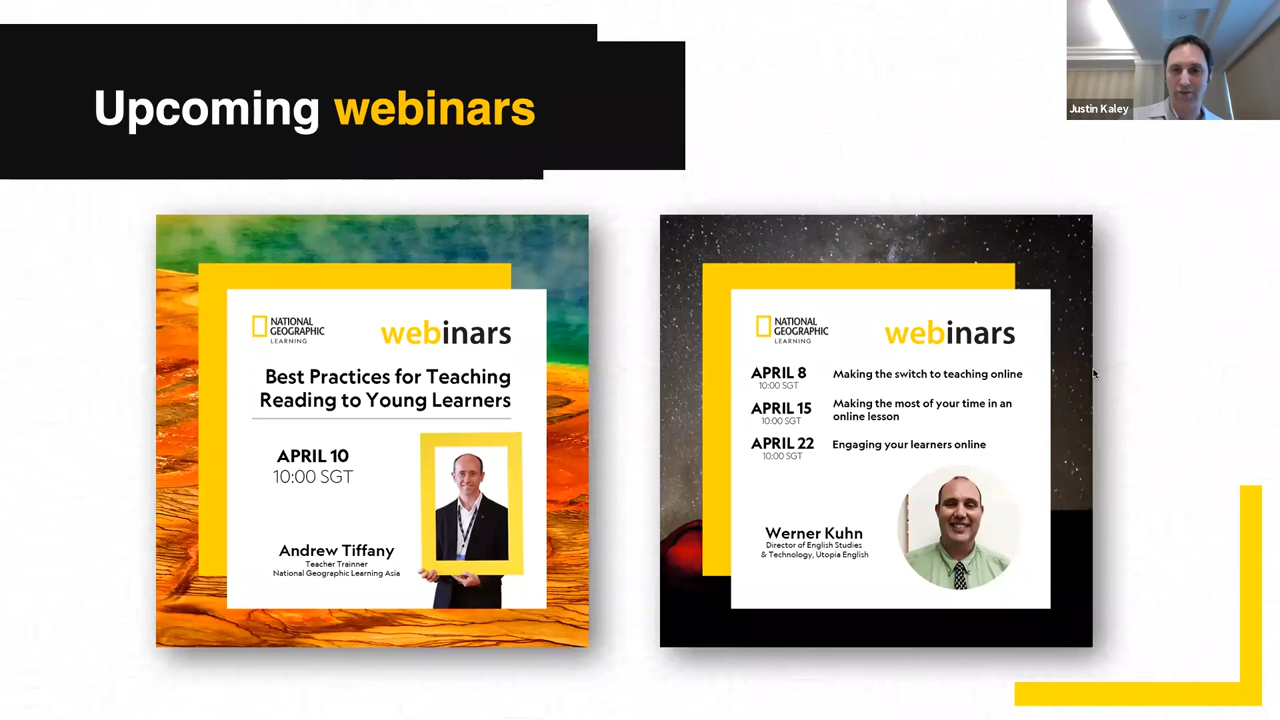 Upcoming webinars
Justin Kaley
NATIONAL
GEOGRAPHIC
LEARNING
webinars
Best Practices for Teaching
Reading to Young Learners
APRIL 10
10:00 SGT
Andrew Tiffany
Teacher Trainner
National Geographic Learning Asia
NATIONAL
GEOGRAPHIC
LEARNING
webinars
APRIL 8
10:00 SGT
Making the switch to teaching online
APRIL 15
10:00 SGT
Making the most of your time in an
online lesson
APRIL 22
10:00 SGT
Engaging your learners online
Werner Kuhn
Director of English Studies
& Technology, Utopia English